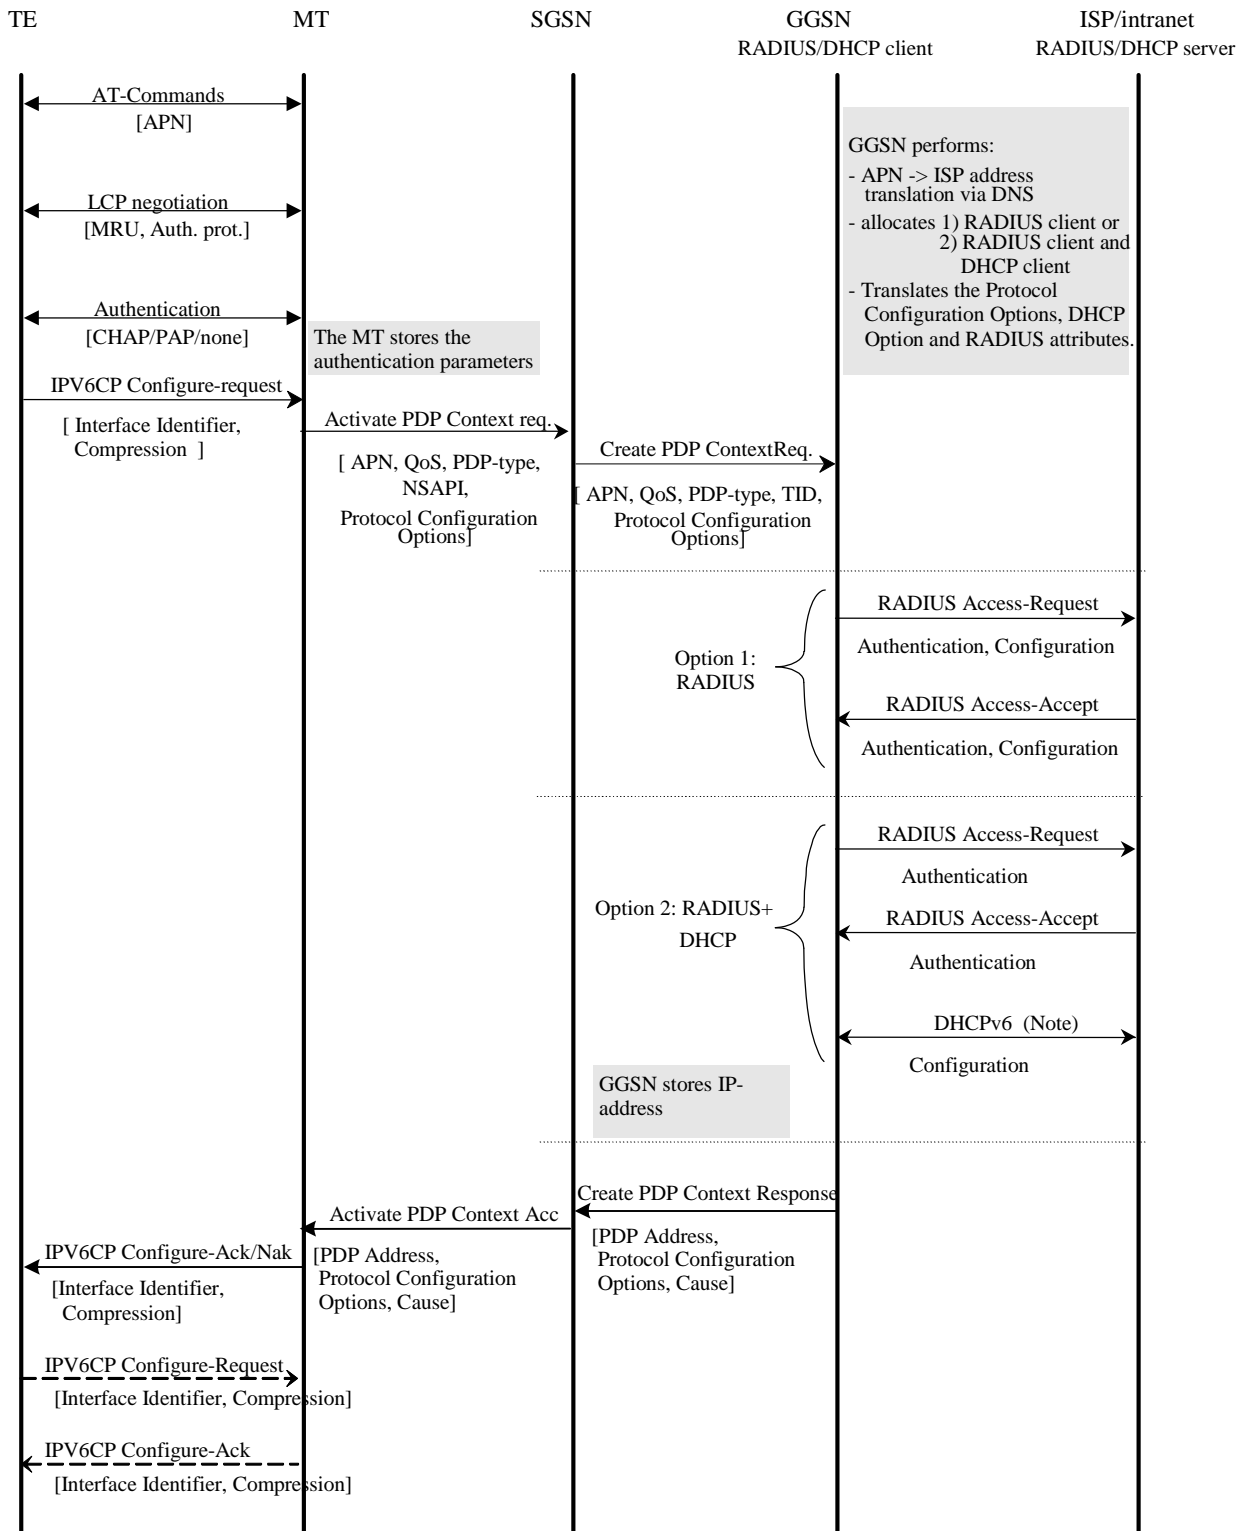 TE
MT
SGSN
GGSN
ISP/intranet
RADIUS/DHCP client
RADIUS/DHCP server
AT-Commands
[APN]
LCP negotiation
[MRU, Auth. prot.]
Authentication
[CHAP/PAP/none]
The MT stores the
authentication parameters
GGSN performs:
- APN -> ISP address
translation via DNS
- allocates 1) RADIUS client or
2) RADIUS client and
DHCP client
- Translates the Protocol
Configuration Options, DHCP
Option and RADIUS attributes.
IPV6CP Configure-request
[ Interface Identifier,
Compression ]
Activate PDP Context req.
[ APN, QoS, PDP-type,
NSAPI,
Protocol Configuration
Options]
Create PDP ContextReq.
[ APN, QoS, PDP-type, TID,
Protocol Configuration
Options]
Option 1:
RADIUS
RADIUS Access-Request
Authentication, Configuration
RADIUS Access-Accept
Authentication, Configuration
Option 2: RADIUS+
DHCP
RADIUS Access-Request
Authentication
RADIUS Access-Accept
Authentication
DHCPv6 (Note)
Configuration
GGSN stores IP-
address
Create PDP Context Response
[PDP Address,
Protocol Configuration
Options, Cause]
Activate PDP Context Acc
[PDP Address,
Protocol Configuration
Options, Cause]
IPV6CP Configure-Ack/Nak
[Interface Identifier,
Compression]
IPV6CP Configure-Request
[Interface Identifier, Compression]
IPV6CP Configure-Ack
[Interface Identifier, Compression]